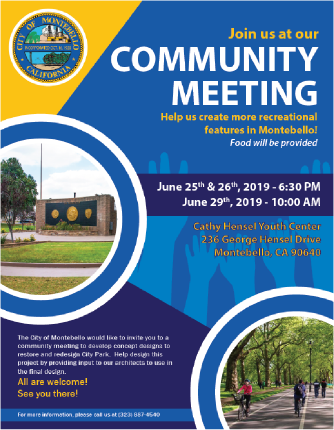 CITY OF MONTEBELLO
CALIFORNIA
Join us at our
COMMUNITY
MEETING
Help us create more recreational
features in Montebello!
Food will be provided
June 25th & 26th, 2019 - 6:30 PM
June 29th, 2019 - 10:00 AM
Cathy Hensel Youth Center
236 George Hensel Drive
Montebello, CA 90640
The City of Montebello would like to invite you to a
community meeting to develop concept designs to
restore and redesign City Park. Help design this
project by providing input to our architects to use in
the final design.
All are welcome!
See you there!
For more information, please call us at (323) 887-4540